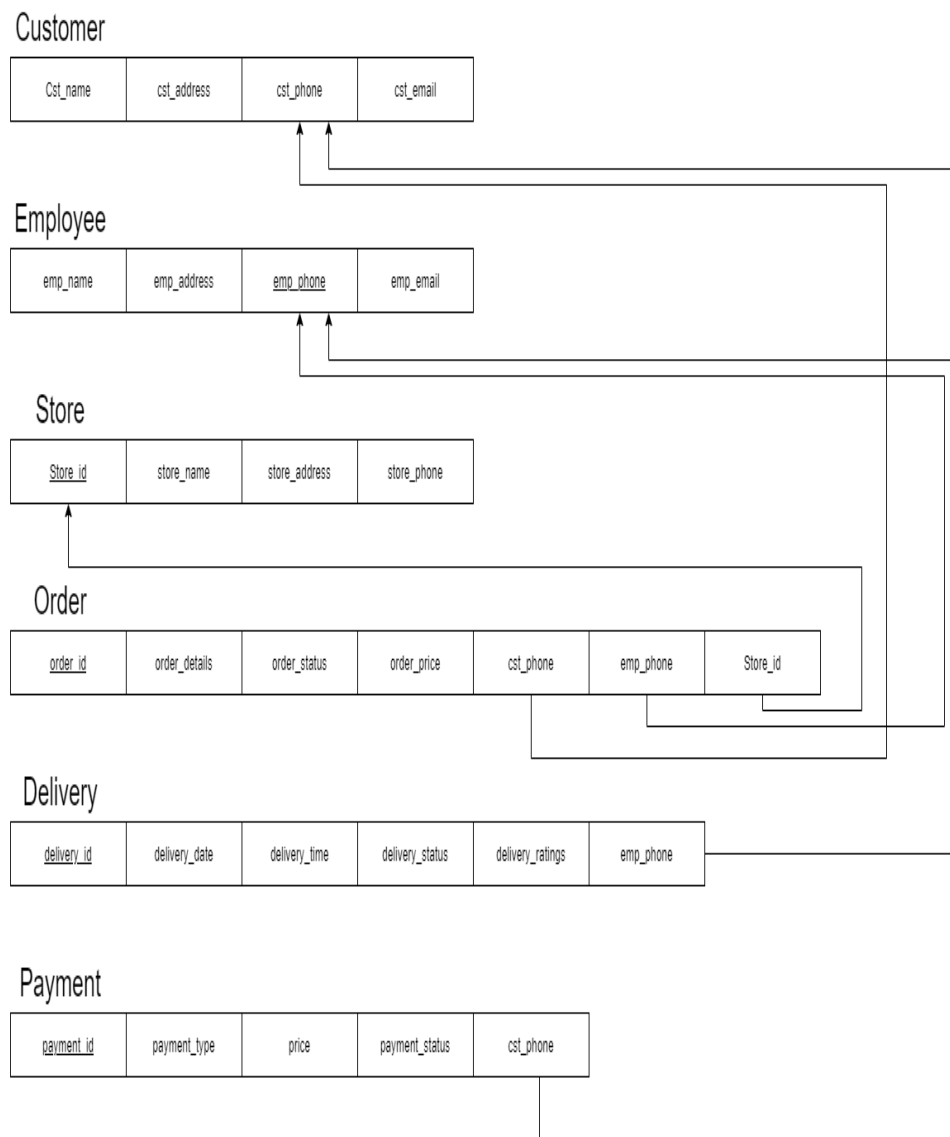 Customer
Cst_name cst_address cst_phone cst_email
Employee
emp_name emp_address emp_phone emp_email
Store
Store_id store_name store_address store_phone
Order
order_id order_details order_status order_price cst_phone emp_phone Store_id
Delivery
delivery_id delivery_date delivery_time delivery_status delivery_ratings emp_phone
Payment
payment_id payment_type price payment_status cst_phone